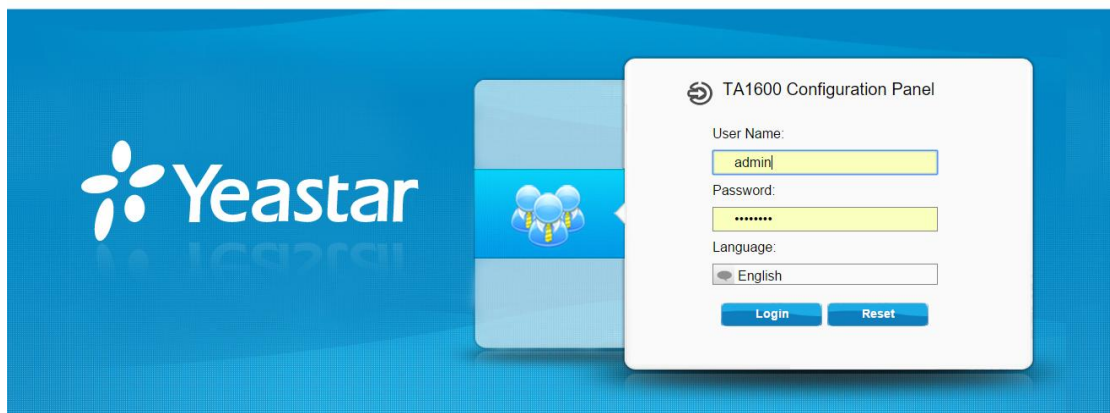 Yeastar
TA1600 Configuration Panel
User Name:
admin
Password:
••••••••
Language:
English
Login Reset